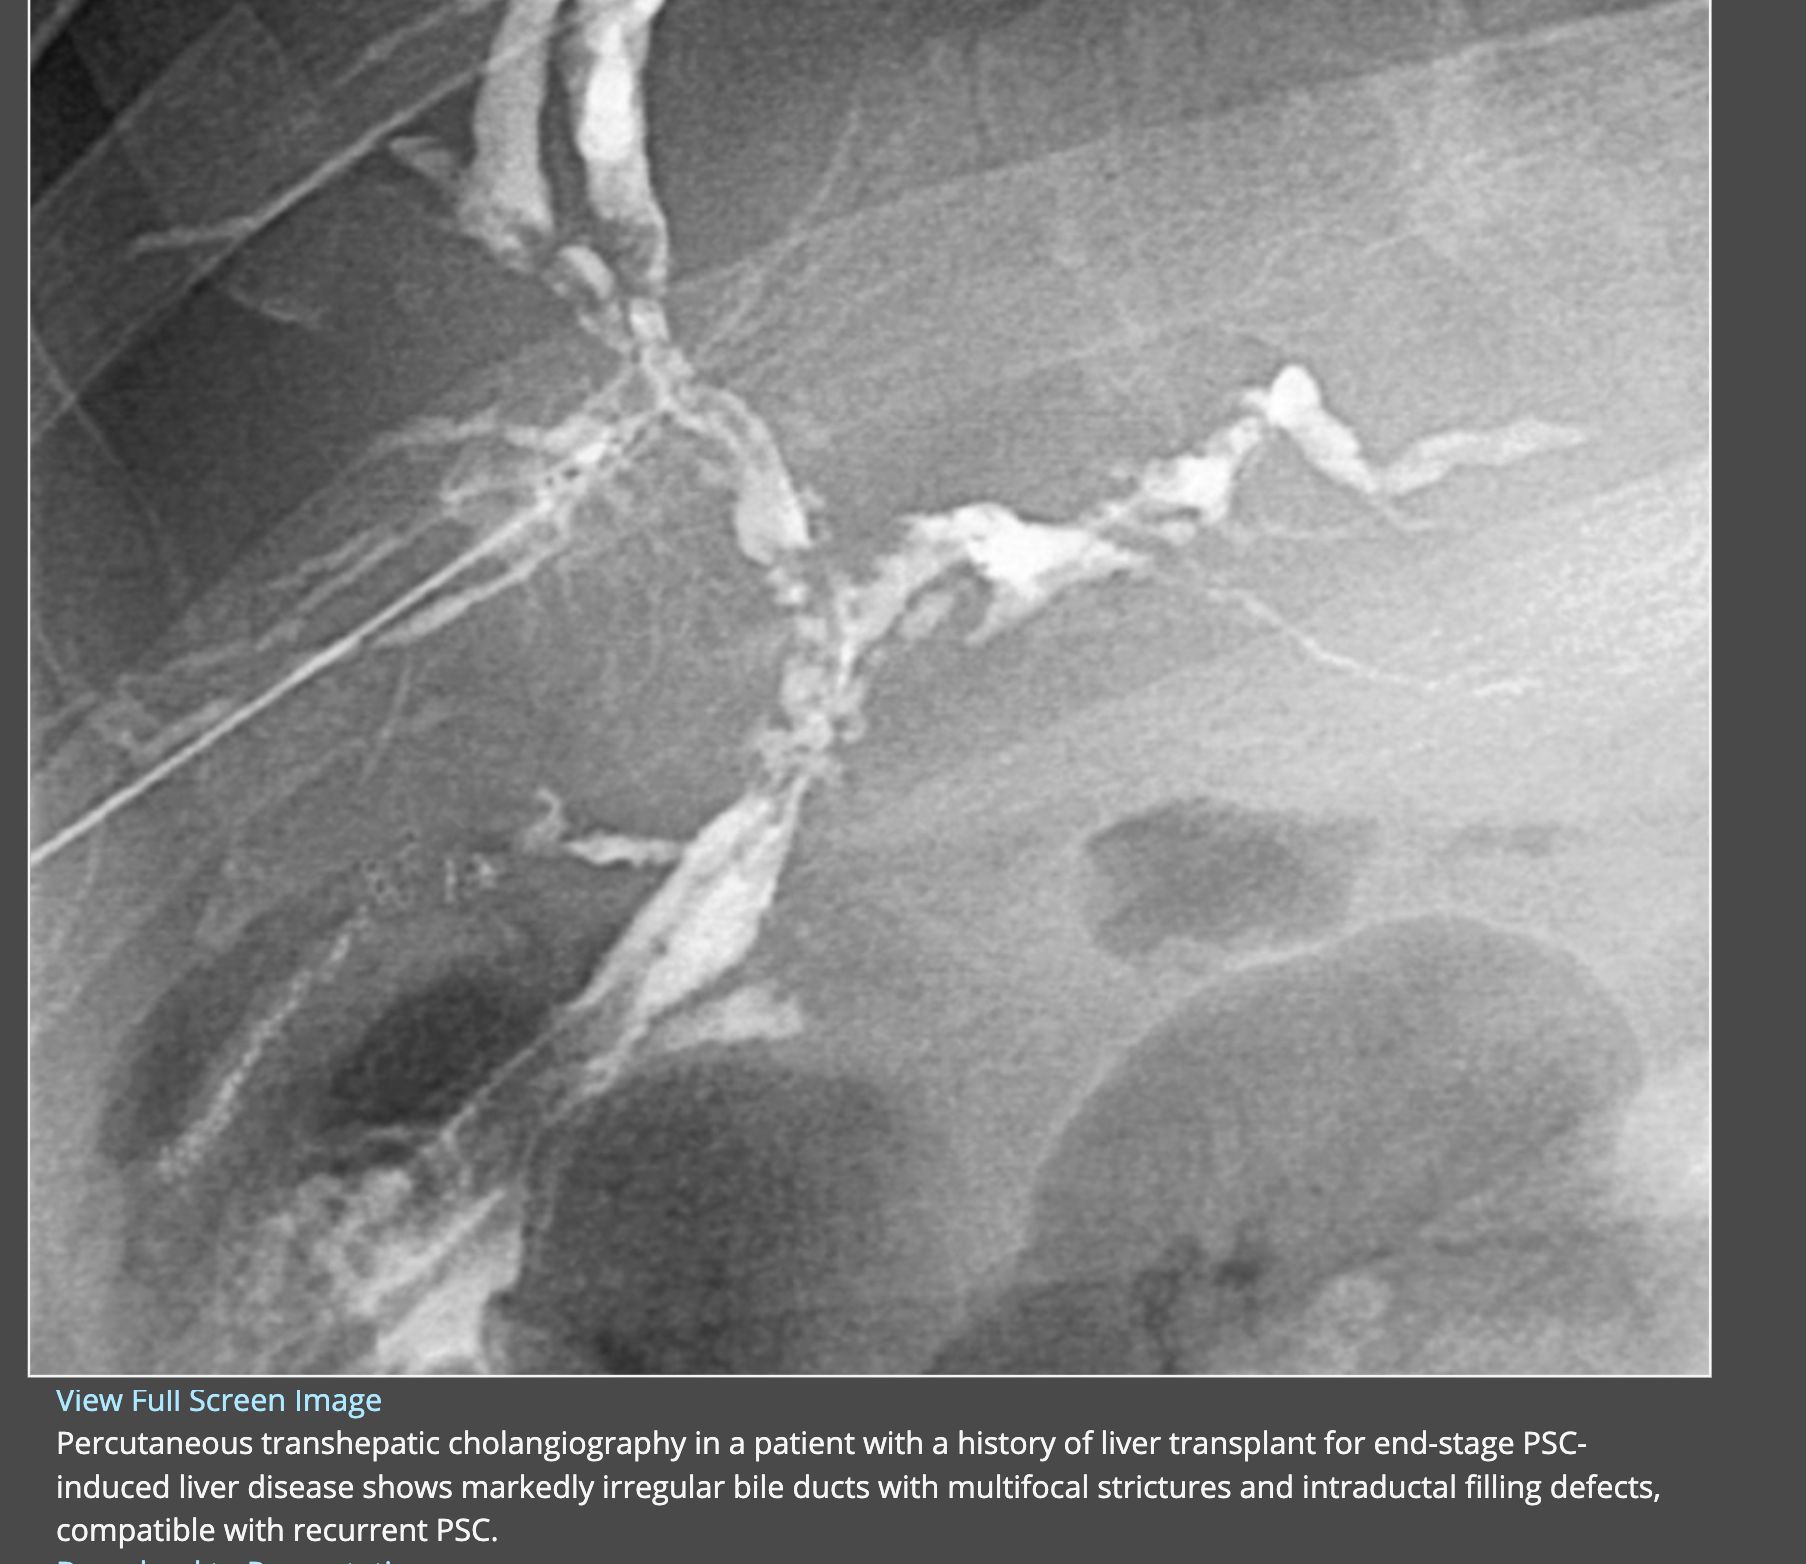 View Full Screen Image
Percutaneous transhepatic cholangiography in a patient with a history of liver transplant for end-stage PSC-
induced liver disease shows markedly irregular bile ducts with multifocal strictures and intraductal filling defects,
compatible with recurrent PSC.